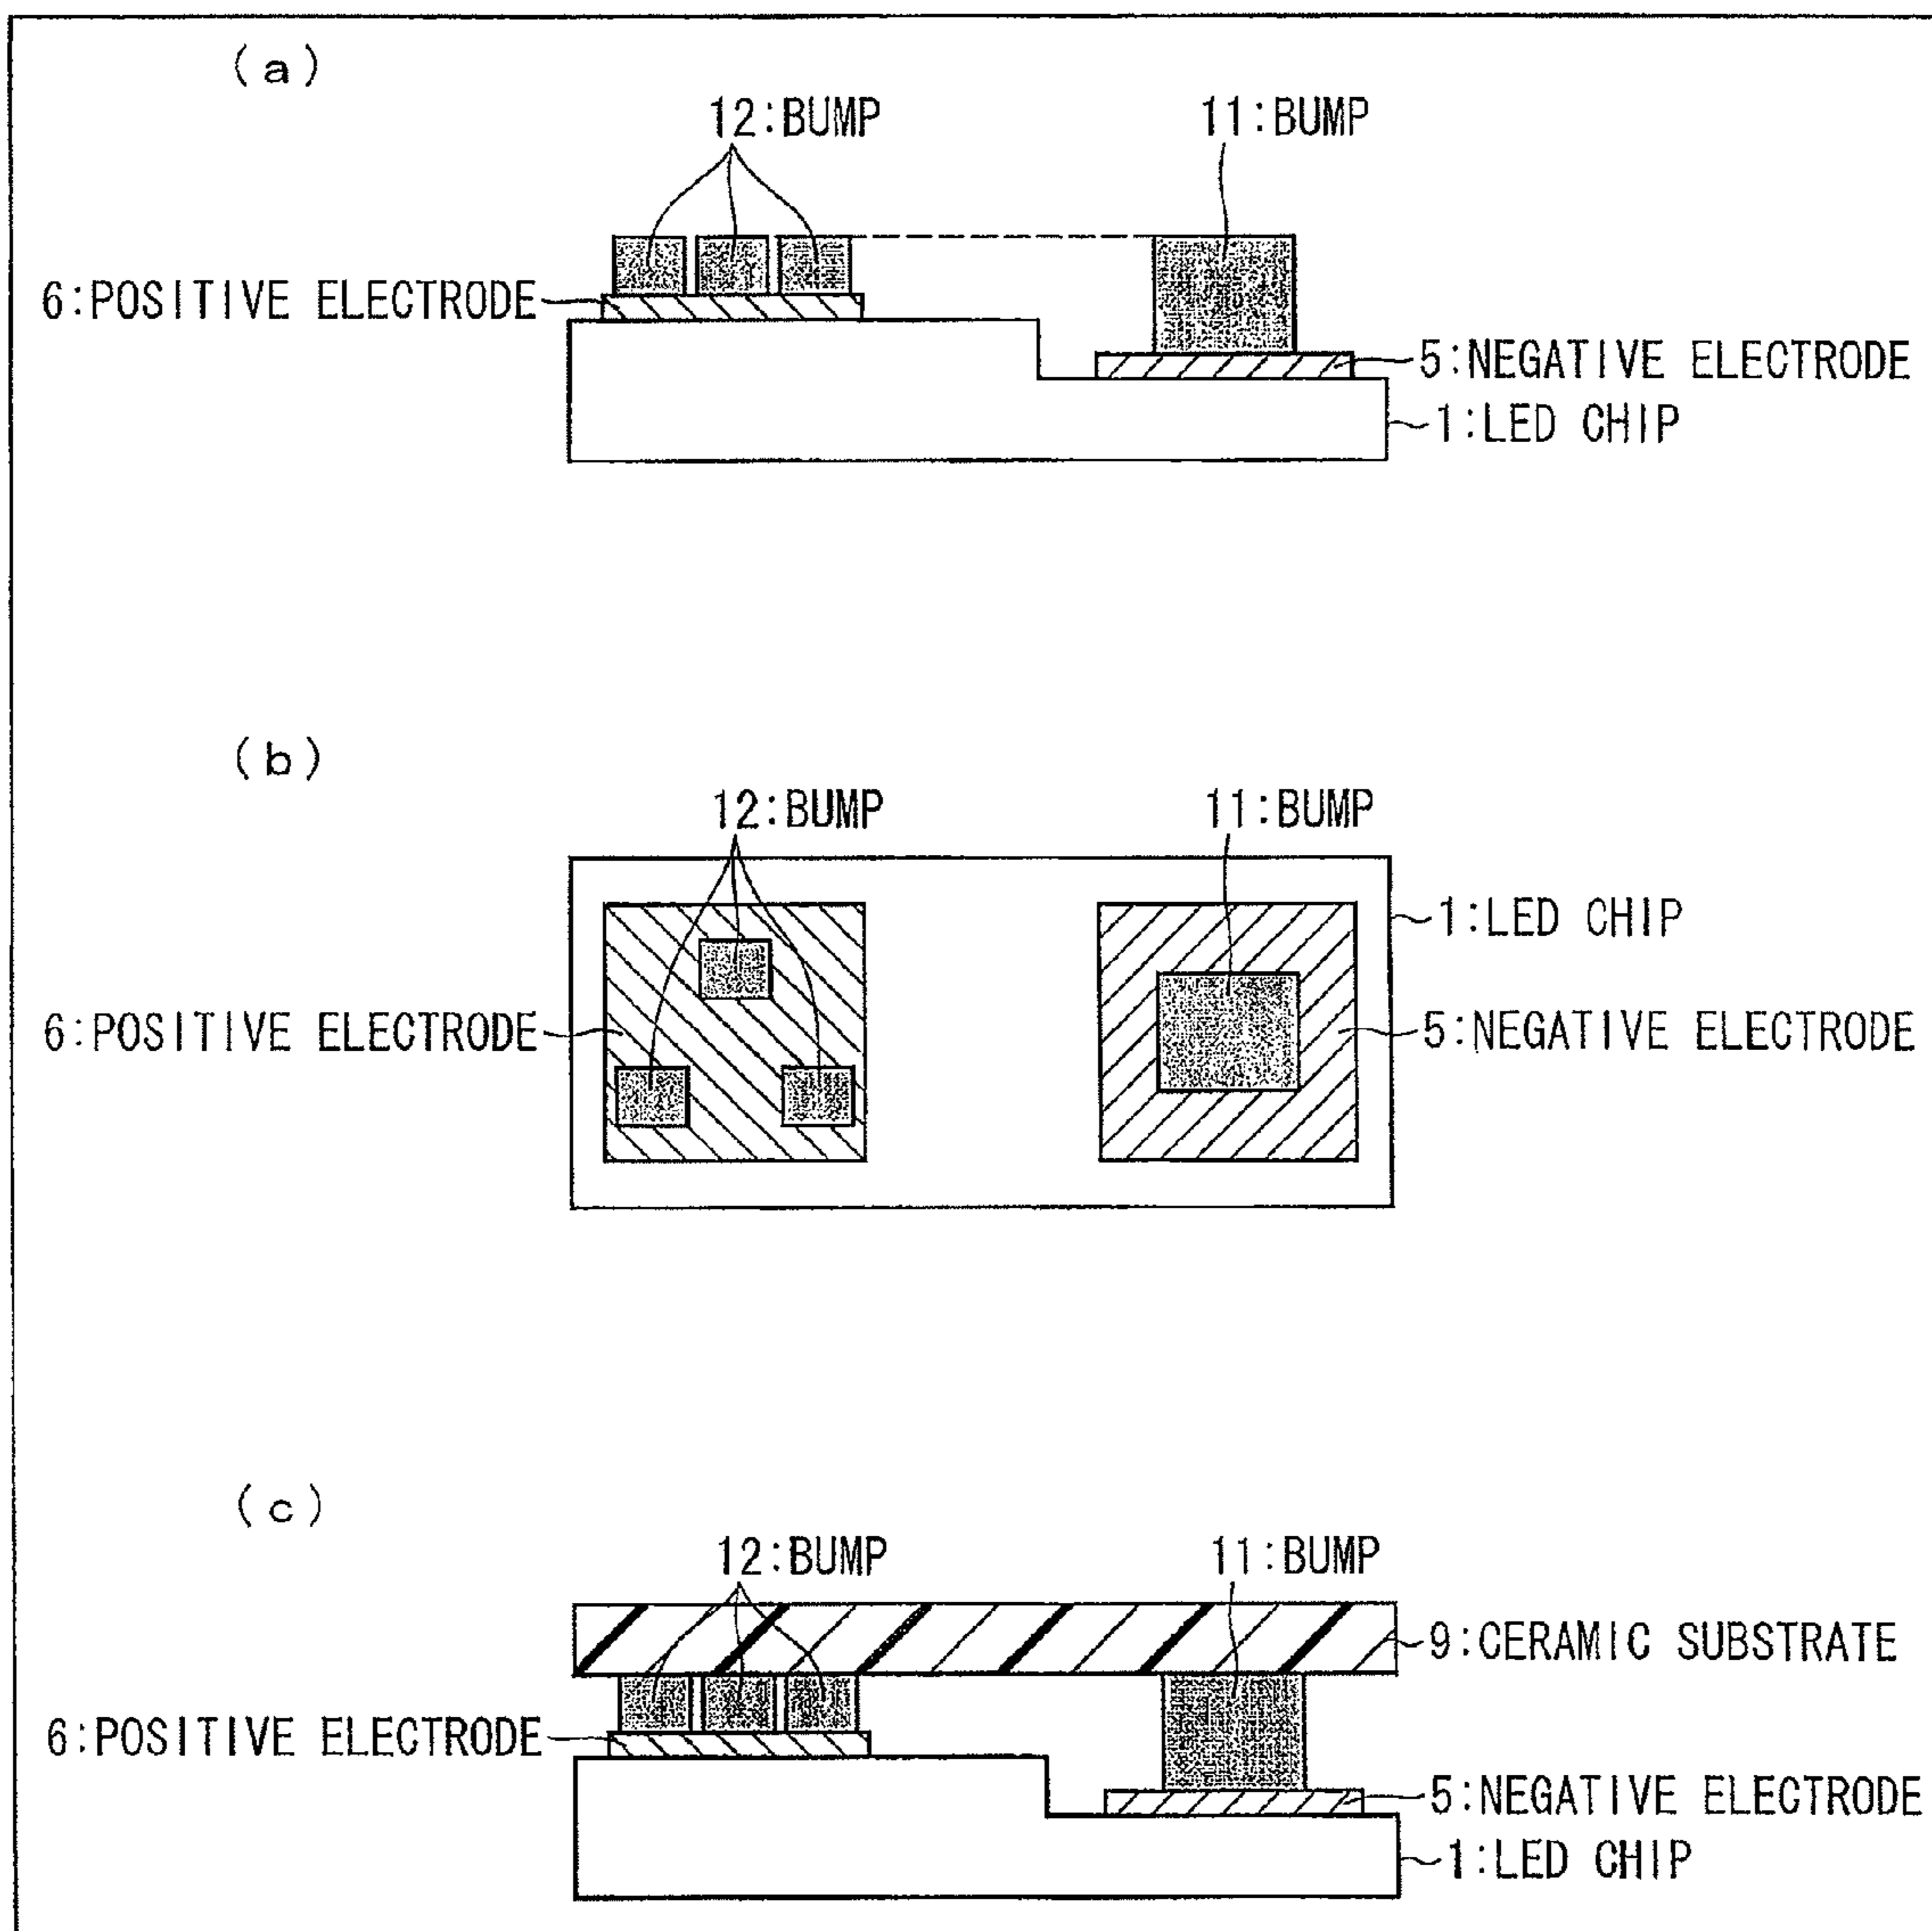 (a)
12:BUMP
11:BUMP
6:POSITIVE ELECTRODE
5:NEGATIVE ELECTRODE
1:LED CHIP
(b)
12:BUMP
11:BUMP
1:LED CHIP
6:POSITIVE ELECTRODE
5:NEGATIVE ELECTRODE
(c)
12:BUMP
11:BUMP
9:CERAMIC SUBSTRATE
6:POSITIVE ELECTRODE
5:NEGATIVE ELECTRODE
1:LED CHIP